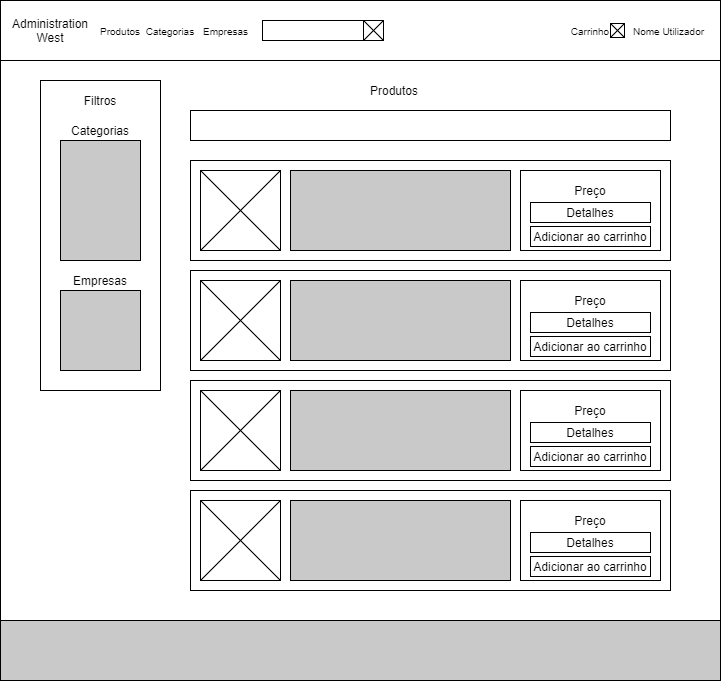 Administration
West
Produtos Categorias Empresas
Carrinho
Nome Utilizador
Filtros
Categorias
Empresas
Produtos
Preço
Detalhes
Adicionar ao carrinho
Preço
Detalhes
Adicionar ao carrinho
Preço
Detalhes
Adicionar ao carrinho
Preço
Detalhes
Adicionar ao carrinho